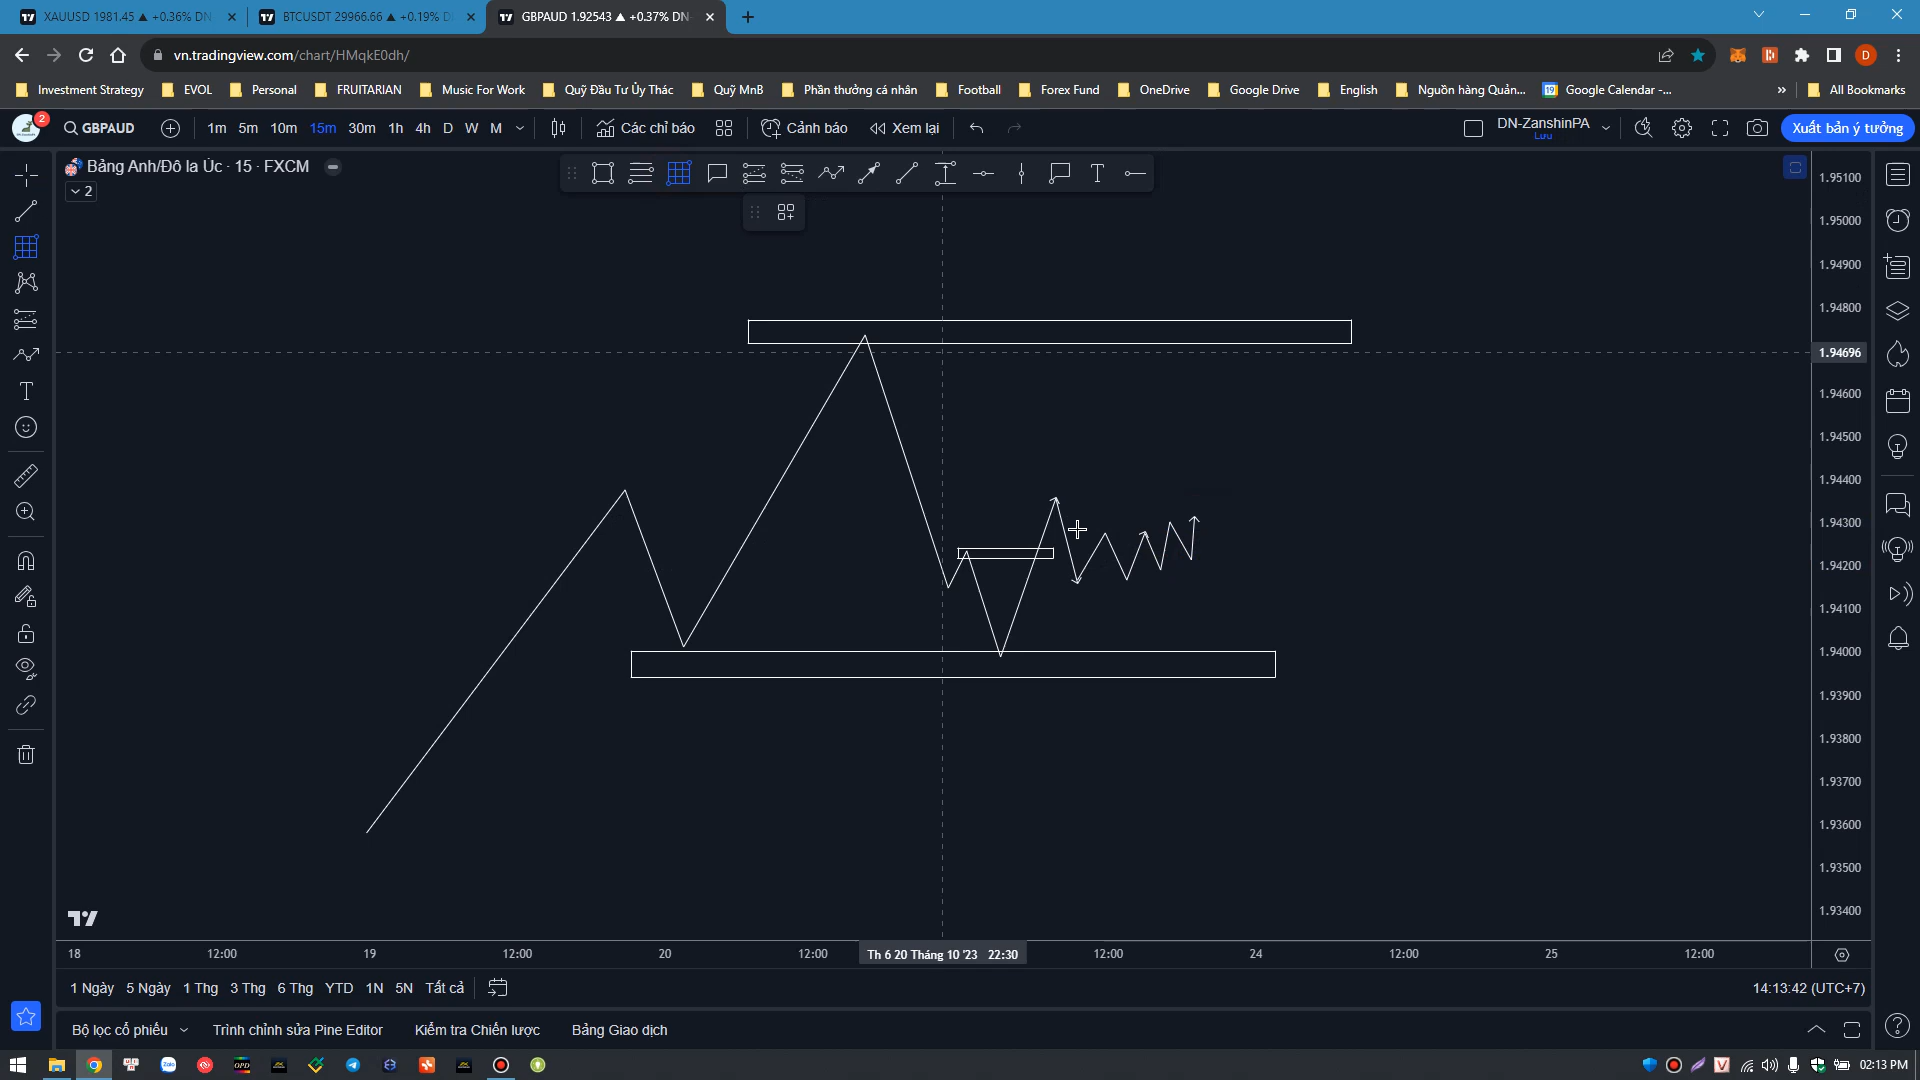 XAUUSD 1981.45 ▲ +0.36% DN
BTCUSDT 29966.66 ▲ +0.19% D
GBPAUD 1.92543 ▲ +0.37% DN-
vn.tradingview.com/chart/HMqkE0dh/
D
Investment Strategy
EVOL
Personal
FRUITARIAN
Music For Work
Quỹ Đầu Tư Ủy Thác
Quỹ MnB
Phần thưởng cá nhân
Football
Forex Fund
OneDrive
Google Drive
English
Nguồn hàng Quản...
19
Google Calendar -...
»
All Bookmarks
2
GBPAUD
1m 5m 10m 15m 30m 1h 4h D W M
Các chỉ báo
Cảnh báo
Xem lại
DN-ZanshinPA
Lưu
Xuất bản ý tưởng
Bảng Anh/Đô la Úc · 15 · FXCM
2
1.95100
1.95000
1.94900
1.94800
1.94696
1.94600
1.94500
1.94400
1.94300
1.94200
1.94100
1.94000
1.93900
1.93800
1.93700
1.93600
1.93500
1.93400
18 12:00 19 12:00 20 12:00 Th 6 20 Tháng 10 '23 22:30 12:00 24 12:00 25 12:00
1 Ngày 5 Ngày 1 Thg 3 Thg 6 Thg YTD 1N 5N Tất cả
14:13:42 (UTC+7)
Bộ lọc cổ phiếu
Trình chỉnh sửa Pine Editor
Kiểm tra Chiến lược
Bảng Giao dịch
Zalo
OPD
V
02:13 PM